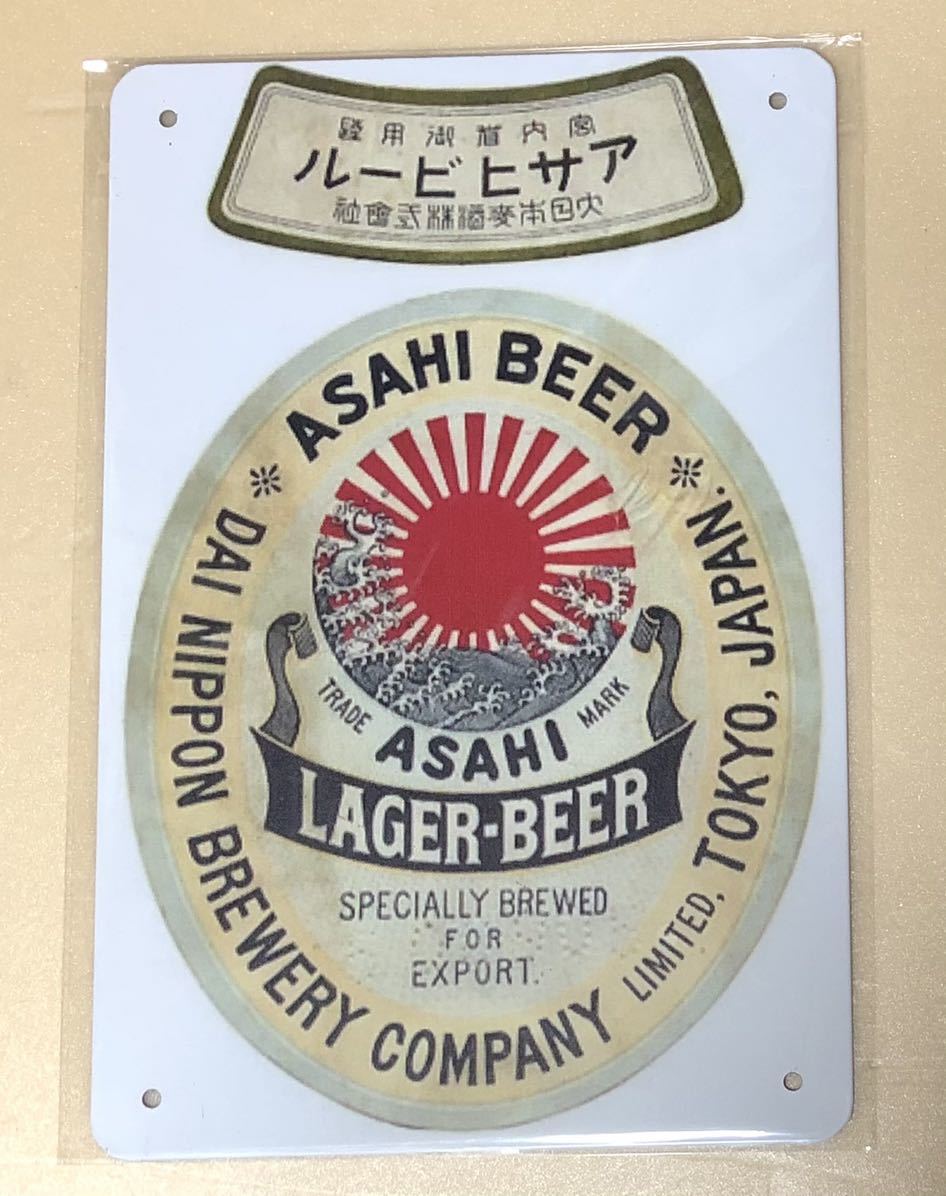 宮内省御用達
アサヒビール
大日本麥酒株式會社
ASAHI BEER
DAI NIPPON BREWERY COMPANY LIMITED, TOKYO, JAPAN.
TRADE MARK
ASAHI
LAGER-BEER
SPECIALLY BREWED
FOR
EXPORT.